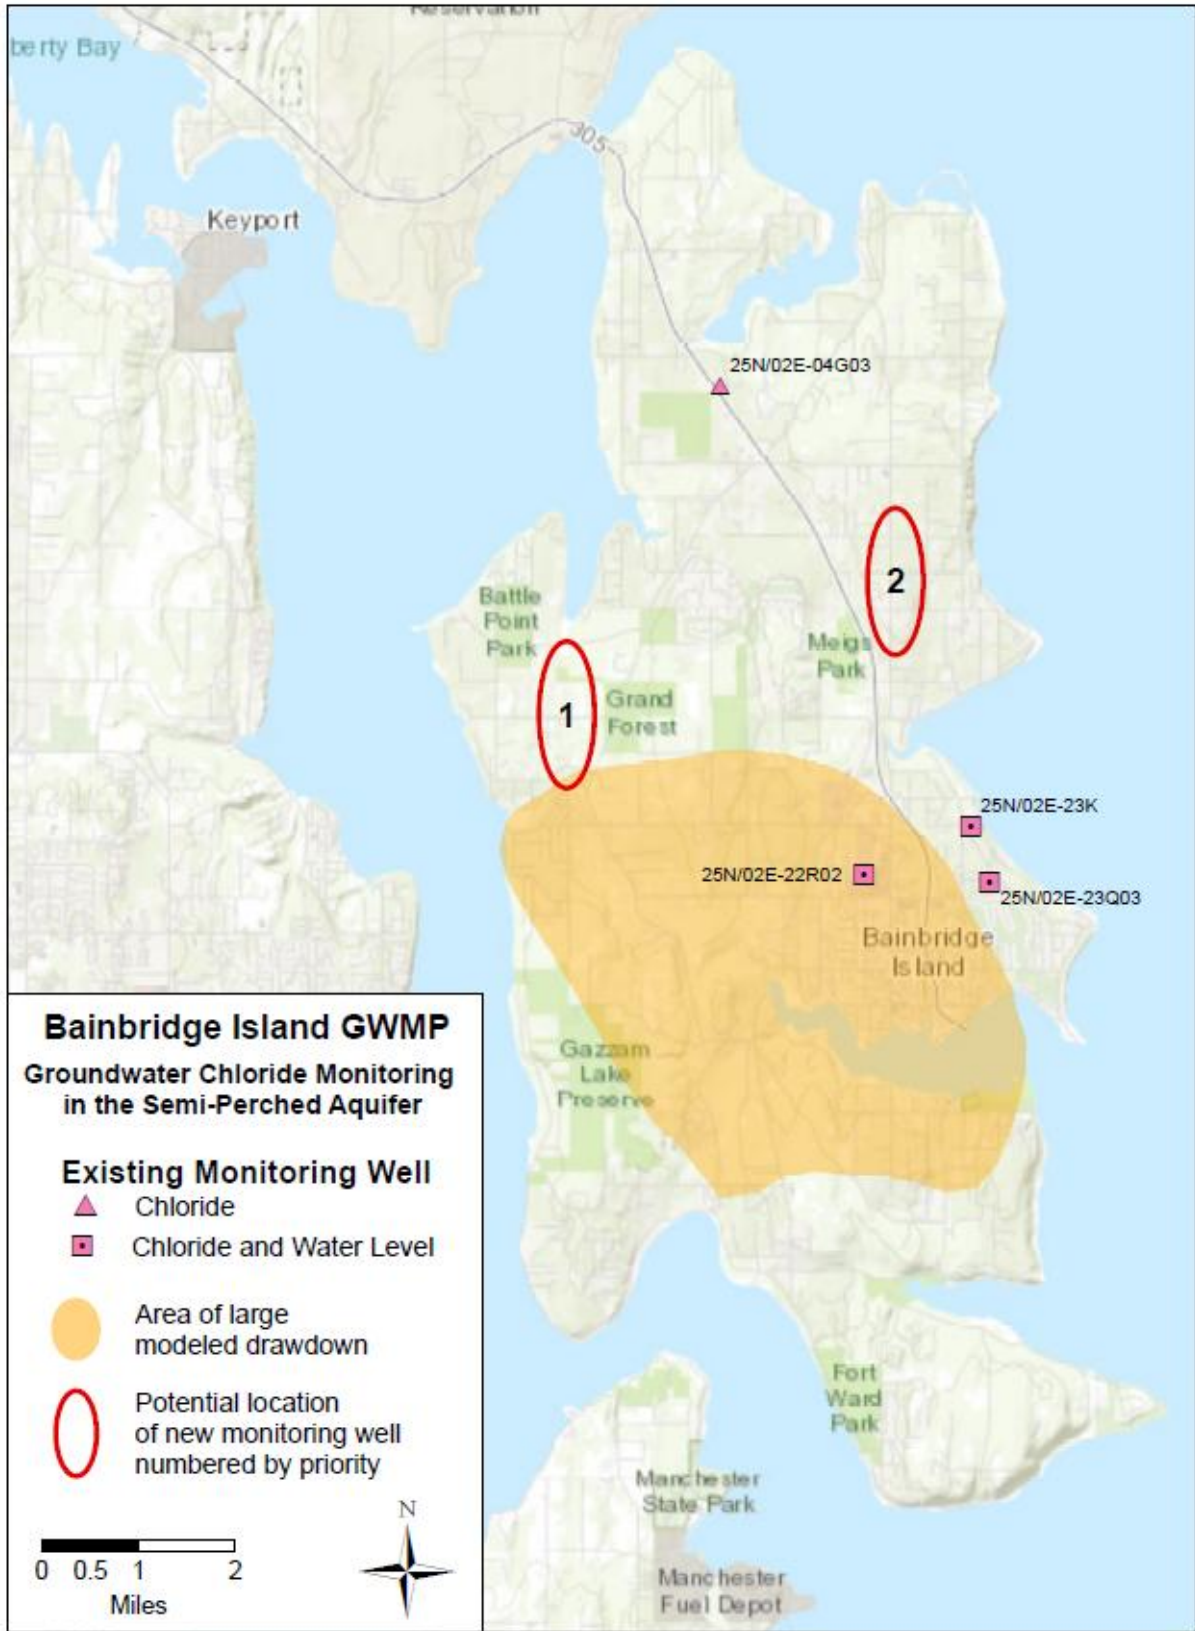 Reservation
berty Bay
305
Keyport
25N/02E-04G03
2
Battle
Point
Park
Meigs
Park
1
Grand
Forest
25N/02E-23K
25N/02E-22R02
25N/02E-23Q03
Bainbridge
Island
Gazzam
Lake
Preserve
Fort
Ward
Park
Manchester
State Park
Manchester
Fuel Depot
Bainbridge Island GWMP
Groundwater Chloride Monitoring
in the Semi-Perched Aquifer
Existing Monitoring Well
Chloride
Chloride and Water Level
Area of large
modeled drawdown
Potential location
of new monitoring well
numbered by priority
N
0 0.5 1 2
Miles